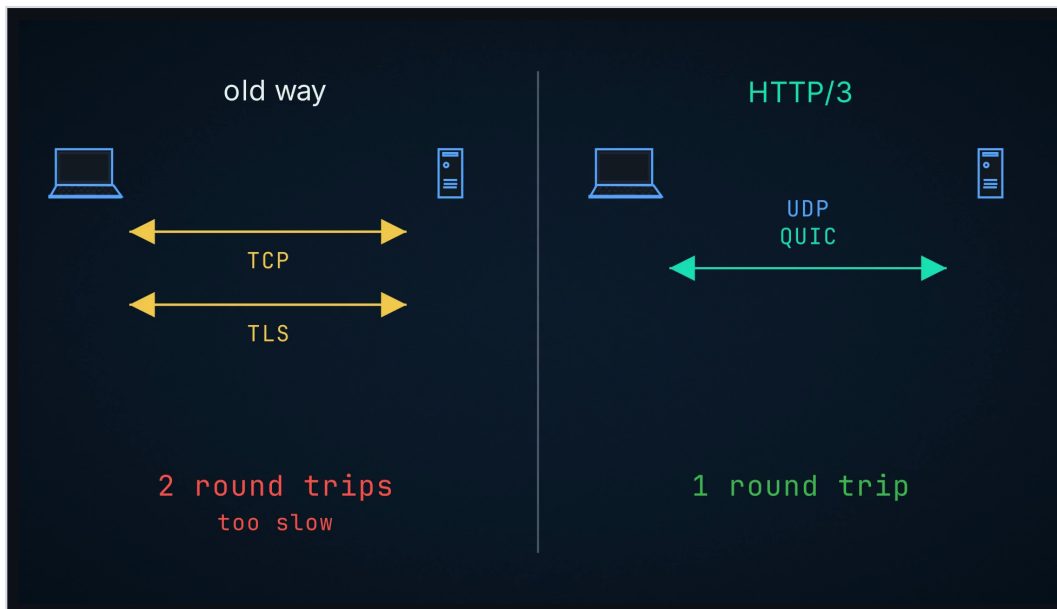 old way
TCP
TLS
2 round trips
too slow
HTTP/3
UDP
QUIC
1 round trip